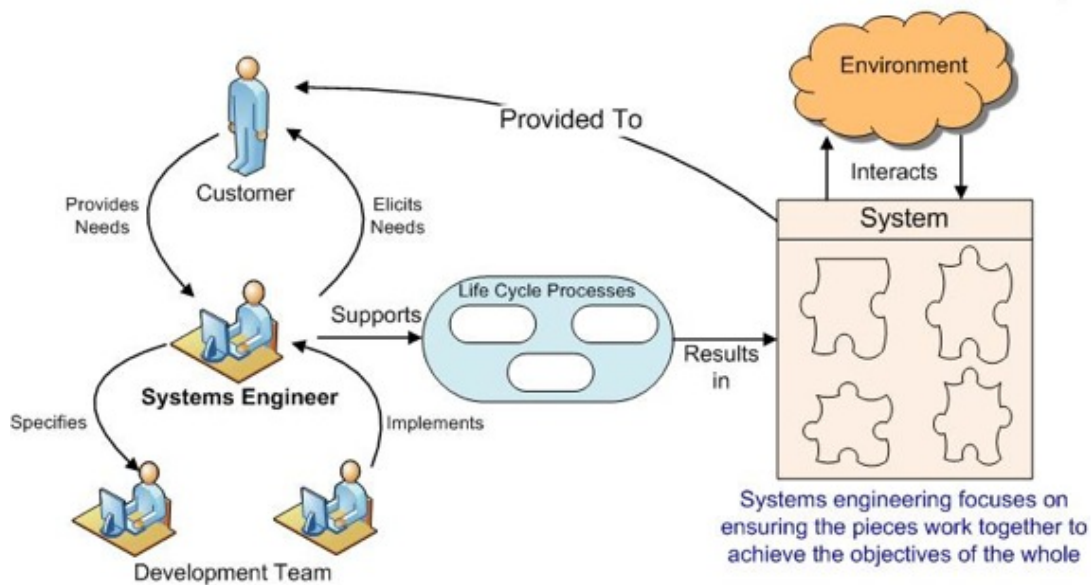 Environment
Provided To
Interacts
Customer
Provides
Needs
Elicits
Needs
System
Life Cycle Processes
Supports
Results
in
Systems Engineer
Specifies
Implements
Development Team
Systems engineering focuses on
ensuring the pieces work together to
achieve the objectives of the whole